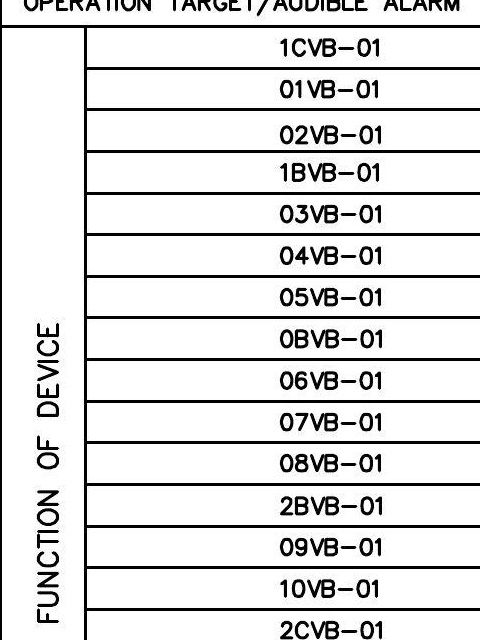 OPERATION TARGET/AUDIBLE ALARM
FUNCTION OF DEVICE
1CVB-01
01VB-01
02VB-01
1BVB-01
03VB-01
04VB-01
05VB-01
0BVB-01
06VB-01
07VB-01
08VB-01
2BVB-01
09VB-01
10VB-01
2CVB-01